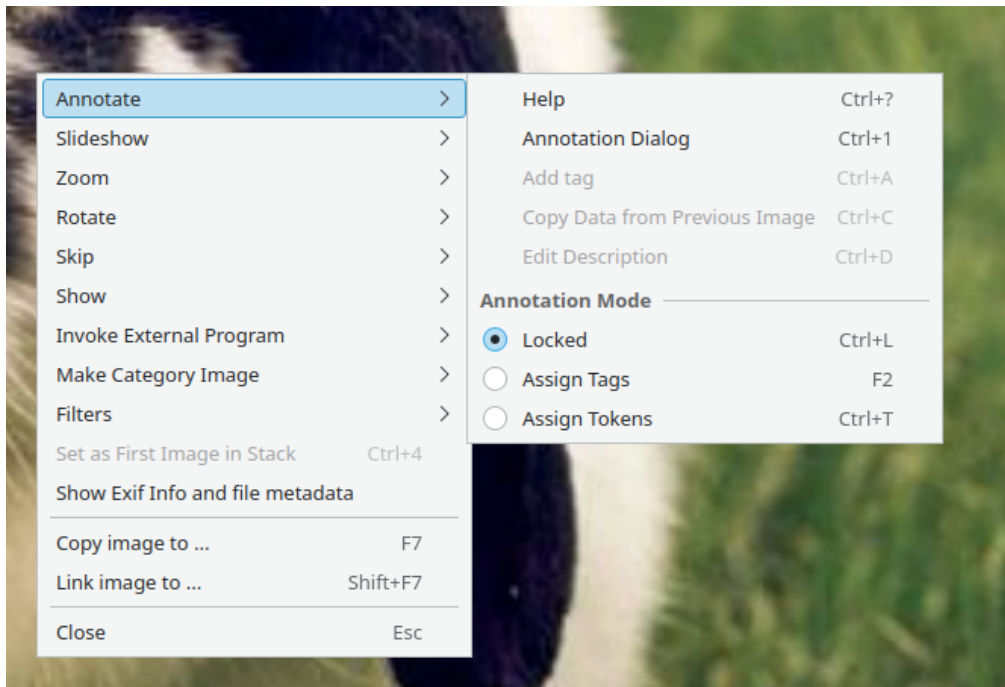 Annotate
Slideshow
Zoom
Rotate
Skip
Show
Invoke External Program
Make Category Image
Filters
Set as First Image in Stack Ctrl+4
Show Exif Info and file metadata
Copy image to ... F7
Link image to ... Shift+F7
Close Esc
Help Ctrl+?
Annotation Dialog Ctrl+1
Add tag Ctrl+A
Copy Data from Previous Image Ctrl+C
Edit Description Ctrl+D
Annotation Mode
Locked Ctrl+L
Assign Tags F2
Assign Tokens Ctrl+T